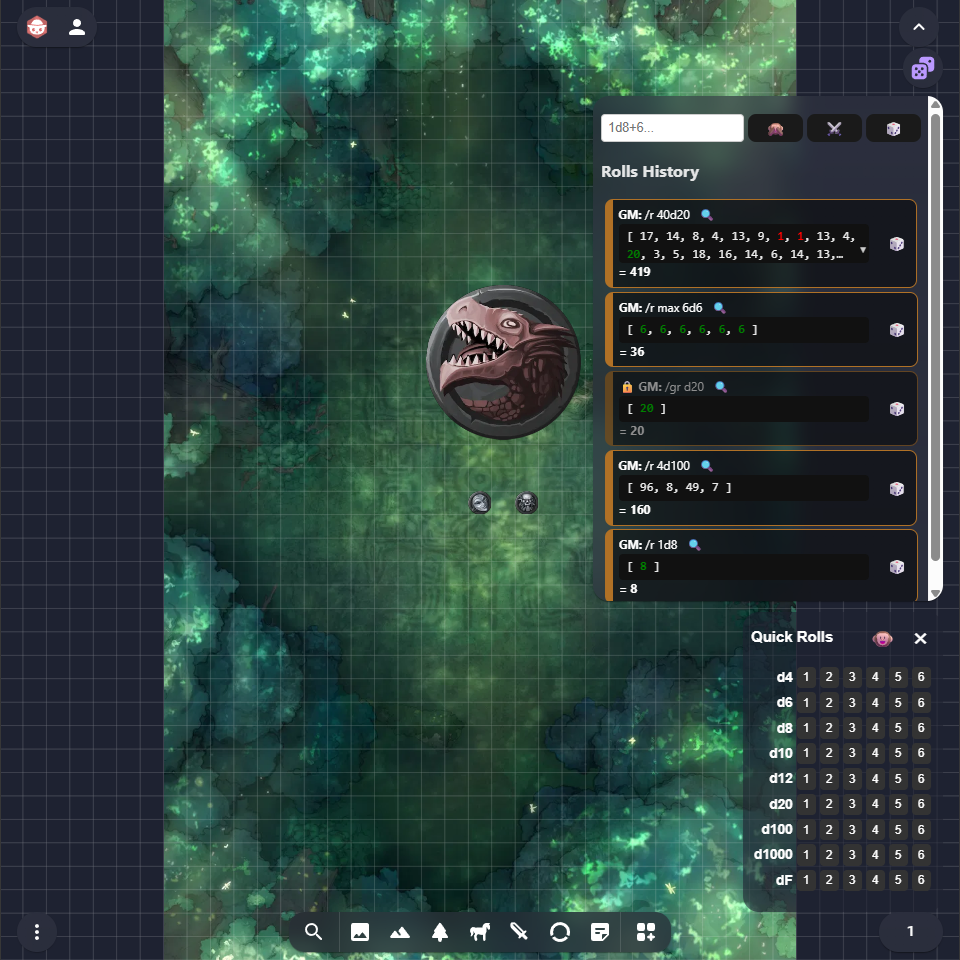 1d8+6...
Rolls History
GM: /r 40d20
[ 17, 14, 8, 4, 13, 9, 1, 1, 13, 4,
20, 3, 5, 18, 16, 14, 6, 14, 13,…
= 419
GM: /r max 6d6
[ 6, 6, 6, 6, 6, 6 ]
= 36
GM: /gr d20
[ 20 ]
= 20
GM: /r 4d100
[ 96, 8, 49, 7 ]
= 160
GM: /r 1d8
[ 8 ]
= 8
Quick Rolls
d4 1 2 3 4 5 6
d6 1 2 3 4 5 6
d8 1 2 3 4 5 6
d10 1 2 3 4 5 6
d12 1 2 3 4 5 6
d20 1 2 3 4 5 6
d100 1 2 3 4 5 6
d1000 1 2 3 4 5 6
dF 1 2 3 4 5 6
1